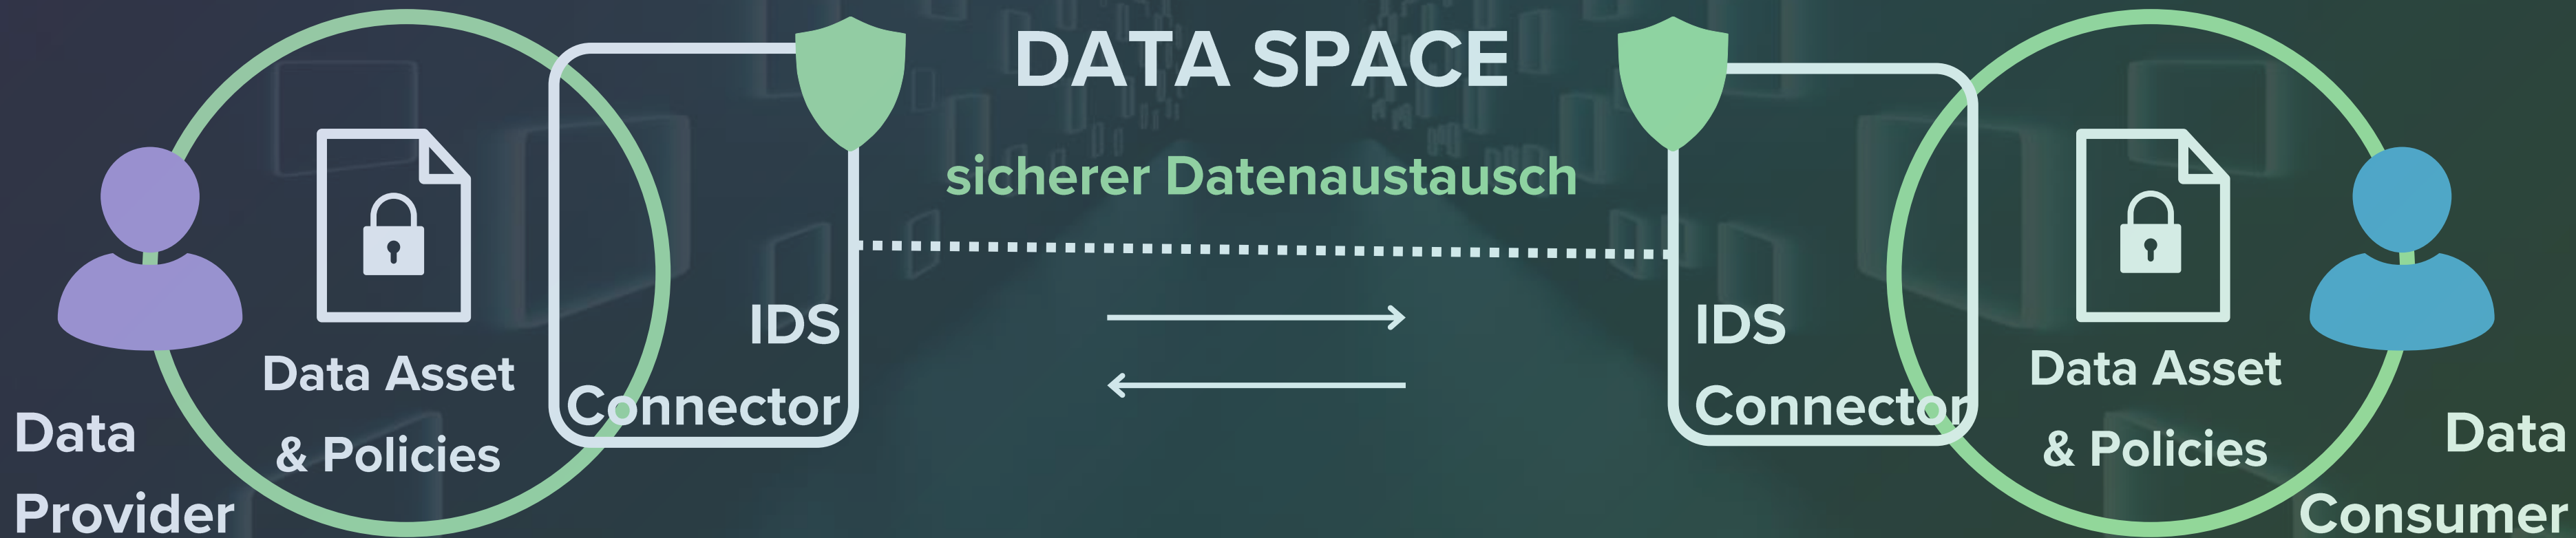 DATA SPACE
sicherer Datenaustausch
Data
Provider
Data Asset
& Policies
IDS
Connector
IDS
Connector
Data Asset
& Policies
Data
Consumer